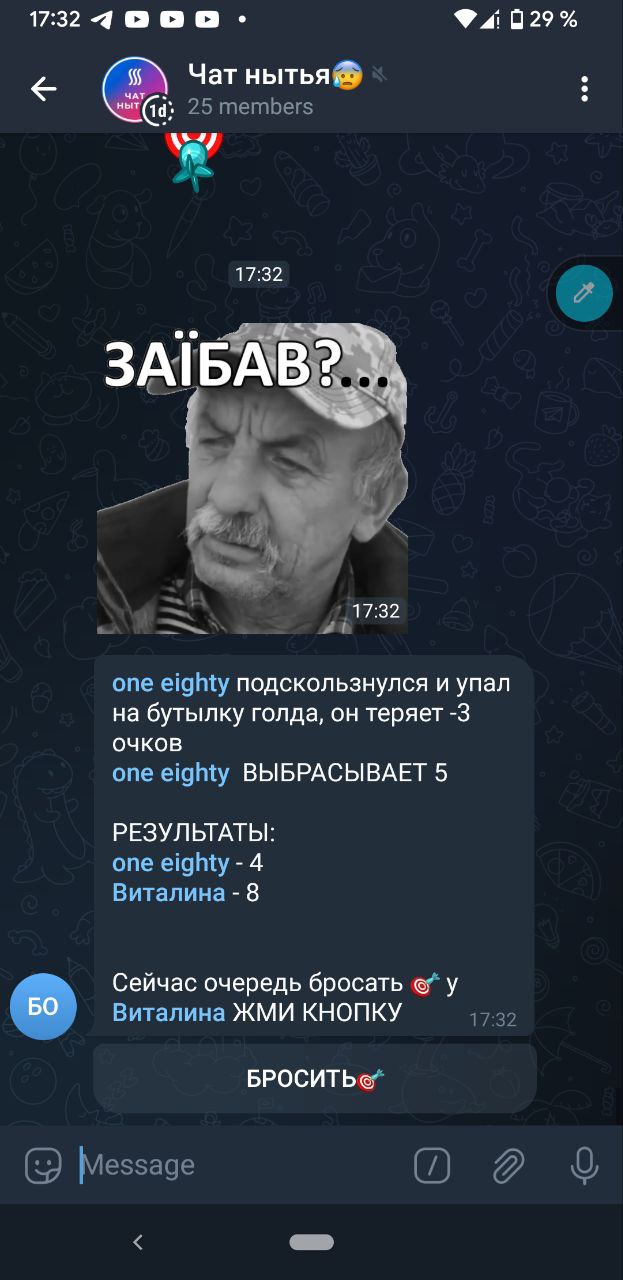 17:32
29 %
ЧАТ
НЫТ
1d
Чат нытья😰
25 members
17:32
ЗАЇБАВ?...
17:32
one eighty подскользнулся и упал
на бутылку голда, он теряет -3
очков
one eighty ВЫБРАСЫВАЕТ 5
РЕЗУЛЬТАТЫ:
one eighty - 4
Виталина - 8
Сейчас очередь бросать 🎯 у
Виталина ЖМИ КНОПКУ
17:32
БО
БРОСИТЬ🎯
Message